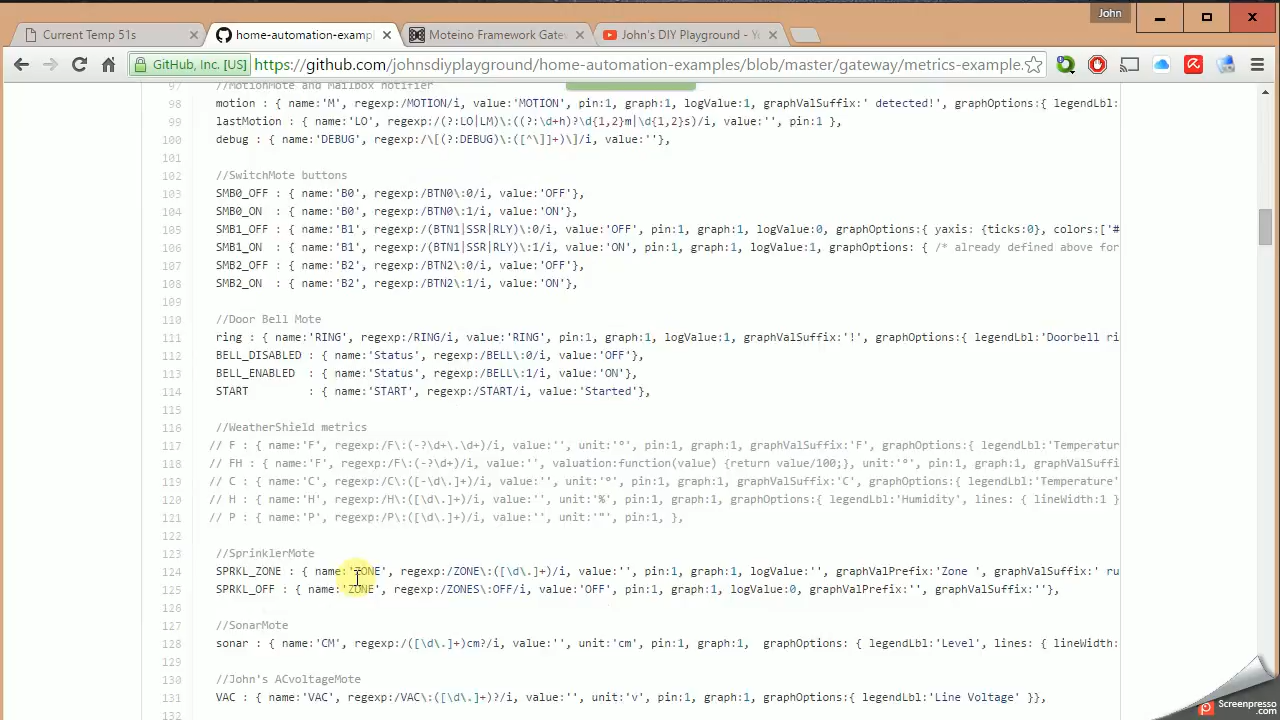 John
Current Temp 51s
home-automation-exampl
Moteino Framework Gate
John's DIY Playground - Yo
GitHub, Inc. [US]
https://github.com/johnsdiyplayground/home-automation-examples/blob/master/gateway/metrics-example.
97 //MotionMote and Mailbox notifier
98 motion : { name:'M', regexp:/MOTION/i, value:'MOTION', pin:1, graph:1, logValue:1, graphValSuffix:' detected!', graphOptions:{ legendLbl:
99 lastMotion : { name:'LO', regexp:/(?:LO|LM)\:((?:\d+h)?\d{1,2}m|\d{1,2}s)/i, value:'', pin:1 },
100 debug : { name:'DEBUG', regexp:/\[(?:DEBUG)\:([^\]]+)\]/i, value:''},
101
102 //SwitchMote buttons
103 SMB0_OFF : { name:'B0', regexp:/BTN0\:0/i, value:'OFF'},
104 SMB0_ON : { name:'B0', regexp:/BTN0\:1/i, value:'ON'},
105 SMB1_OFF : { name:'B1', regexp:/(BTN1|SSR|RLY)\:0/i, value:'OFF', pin:1, graph:1, logValue:0, graphOptions:{ yaxis: {ticks:0}, colors:['#
106 SMB1_ON : { name:'B1', regexp:/(BTN1|SSR|RLY)\:1/i, value:'ON', pin:1, graph:1, logValue:1, graphOptions: { /* already defined above for
107 SMB2_OFF : { name:'B2', regexp:/BTN2\:0/i, value:'OFF'},
108 SMB2_ON : { name:'B2', regexp:/BTN2\:1/i, value:'ON'},
109
110 //Door Bell Mote
111 ring : { name:'RING', regexp:/RING/i, value:'RING', pin:1, graph:1, logValue:1, graphValSuffix:'!', graphOptions:{ legendLbl:'Doorbell ri
112 BELL_DISABLED : { name:'Status', regexp:/BELL\:0/i, value:'OFF'},
113 BELL_ENABLED : { name:'Status', regexp:/BELL\:1/i, value:'ON'},
114 START : { name:'START', regexp:/START/i, value:'Started'},
115
116 //WeatherShield metrics
117 // F : { name:'F', regexp:/F\:(-?\d+\.\d+)/i, value:'', unit:'°', pin:1, graph:1, graphValSuffix:'F', graphOptions:{ legendLbl:'Temperatur
118 // FH : { name:'F', regexp:/F\:(-?\d+)/i, value:'', valuation:function(value) {return value/100;}, unit:'°', pin:1, graph:1, graphValSuffi
119 // C : { name:'C', regexp:/C\:([-\d\.]+)/i, value:'', unit:'°', pin:1, graph:1, graphValSuffix:'C', graphOptions:{ legendLbl:'Temperature'
120 // H : { name:'H', regexp:/H\:([\d\.]+)/i, value:'', unit:'%', pin:1, graph:1, graphOptions:{ legendLbl:'Humidity', lines: { lineWidth:1 }
121 // P : { name:'P', regexp:/P\:([\d\.]+)/i, value:'', unit:'"', pin:1, },
122
123 //SprinklerMote
124 SPRKL_ZONE : { name:'ZONE', regexp:/ZONE\:([\d\.]+)/i, value:'', pin:1, graph:1, logValue:'', graphValPrefix:'Zone ', graphValSuffix:' ru
125 SPRKL_OFF : { name:'ZONE', regexp:/ZONES\:OFF/i, value:'OFF', pin:1, graph:1, logValue:0, graphValPrefix:'', graphValSuffix:''},
126
127 //SonarMote
128 sonar : { name:'CM', regexp:/([\d\.]+)cm?/i, value:'', unit:'cm', pin:1, graph:1, graphOptions: { legendLbl:'Level', lines: { lineWidth:
129
130 //John's ACvoltageMote
131 VAC : { name:'VAC', regexp:/VAC\:([\d\.]+)?/i, value:'', unit:'v', pin:1, graph:1, graphOptions:{ legendLbl:'Line Voltage' }},
132
Screenpresso
.com